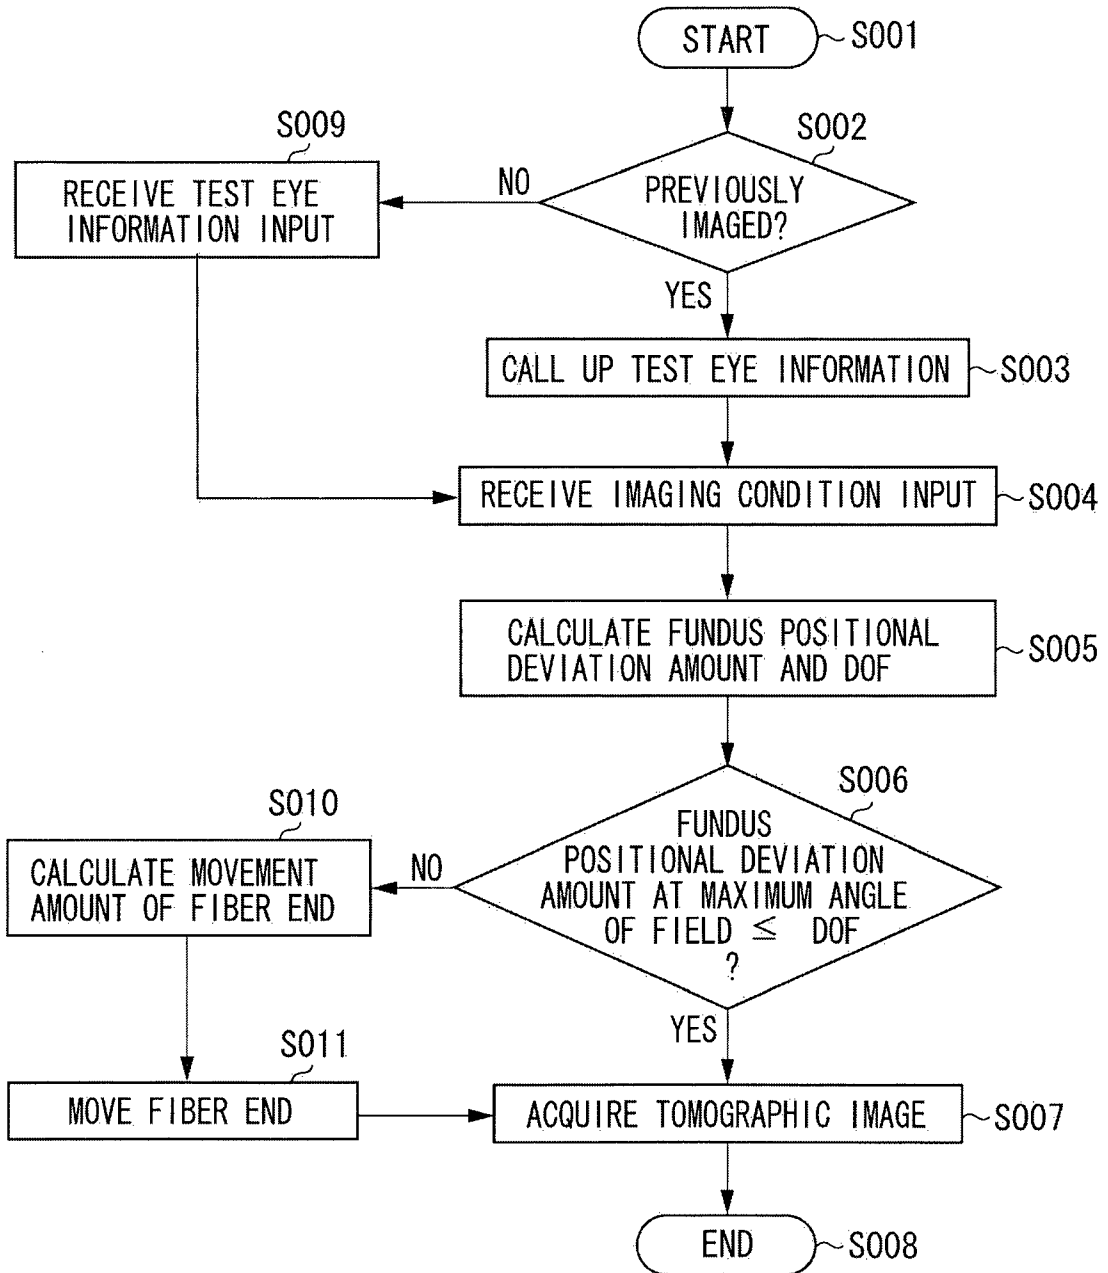 START
S001
S002
PREVIOUSLY
IMAGED?
NO
S009
RECEIVE TEST EYE
INFORMATION INPUT
YES
CALL UP TEST EYE INFORMATION
S003
RECEIVE IMAGING CONDITION INPUT
S004
CALCULATE FUNDUS POSITIONAL
DEVIATION AMOUNT AND DOF
S005
S006
FUNDUS
POSITIONAL DEVIATION
AMOUNT AT MAXIMUM ANGLE
OF FIELD ≤ DOF
?
NO
S010
CALCULATE MOVEMENT
AMOUNT OF FIBER END
YES
S011
MOVE FIBER END
ACQUIRE TOMOGRAPHIC IMAGE
S007
END
S008